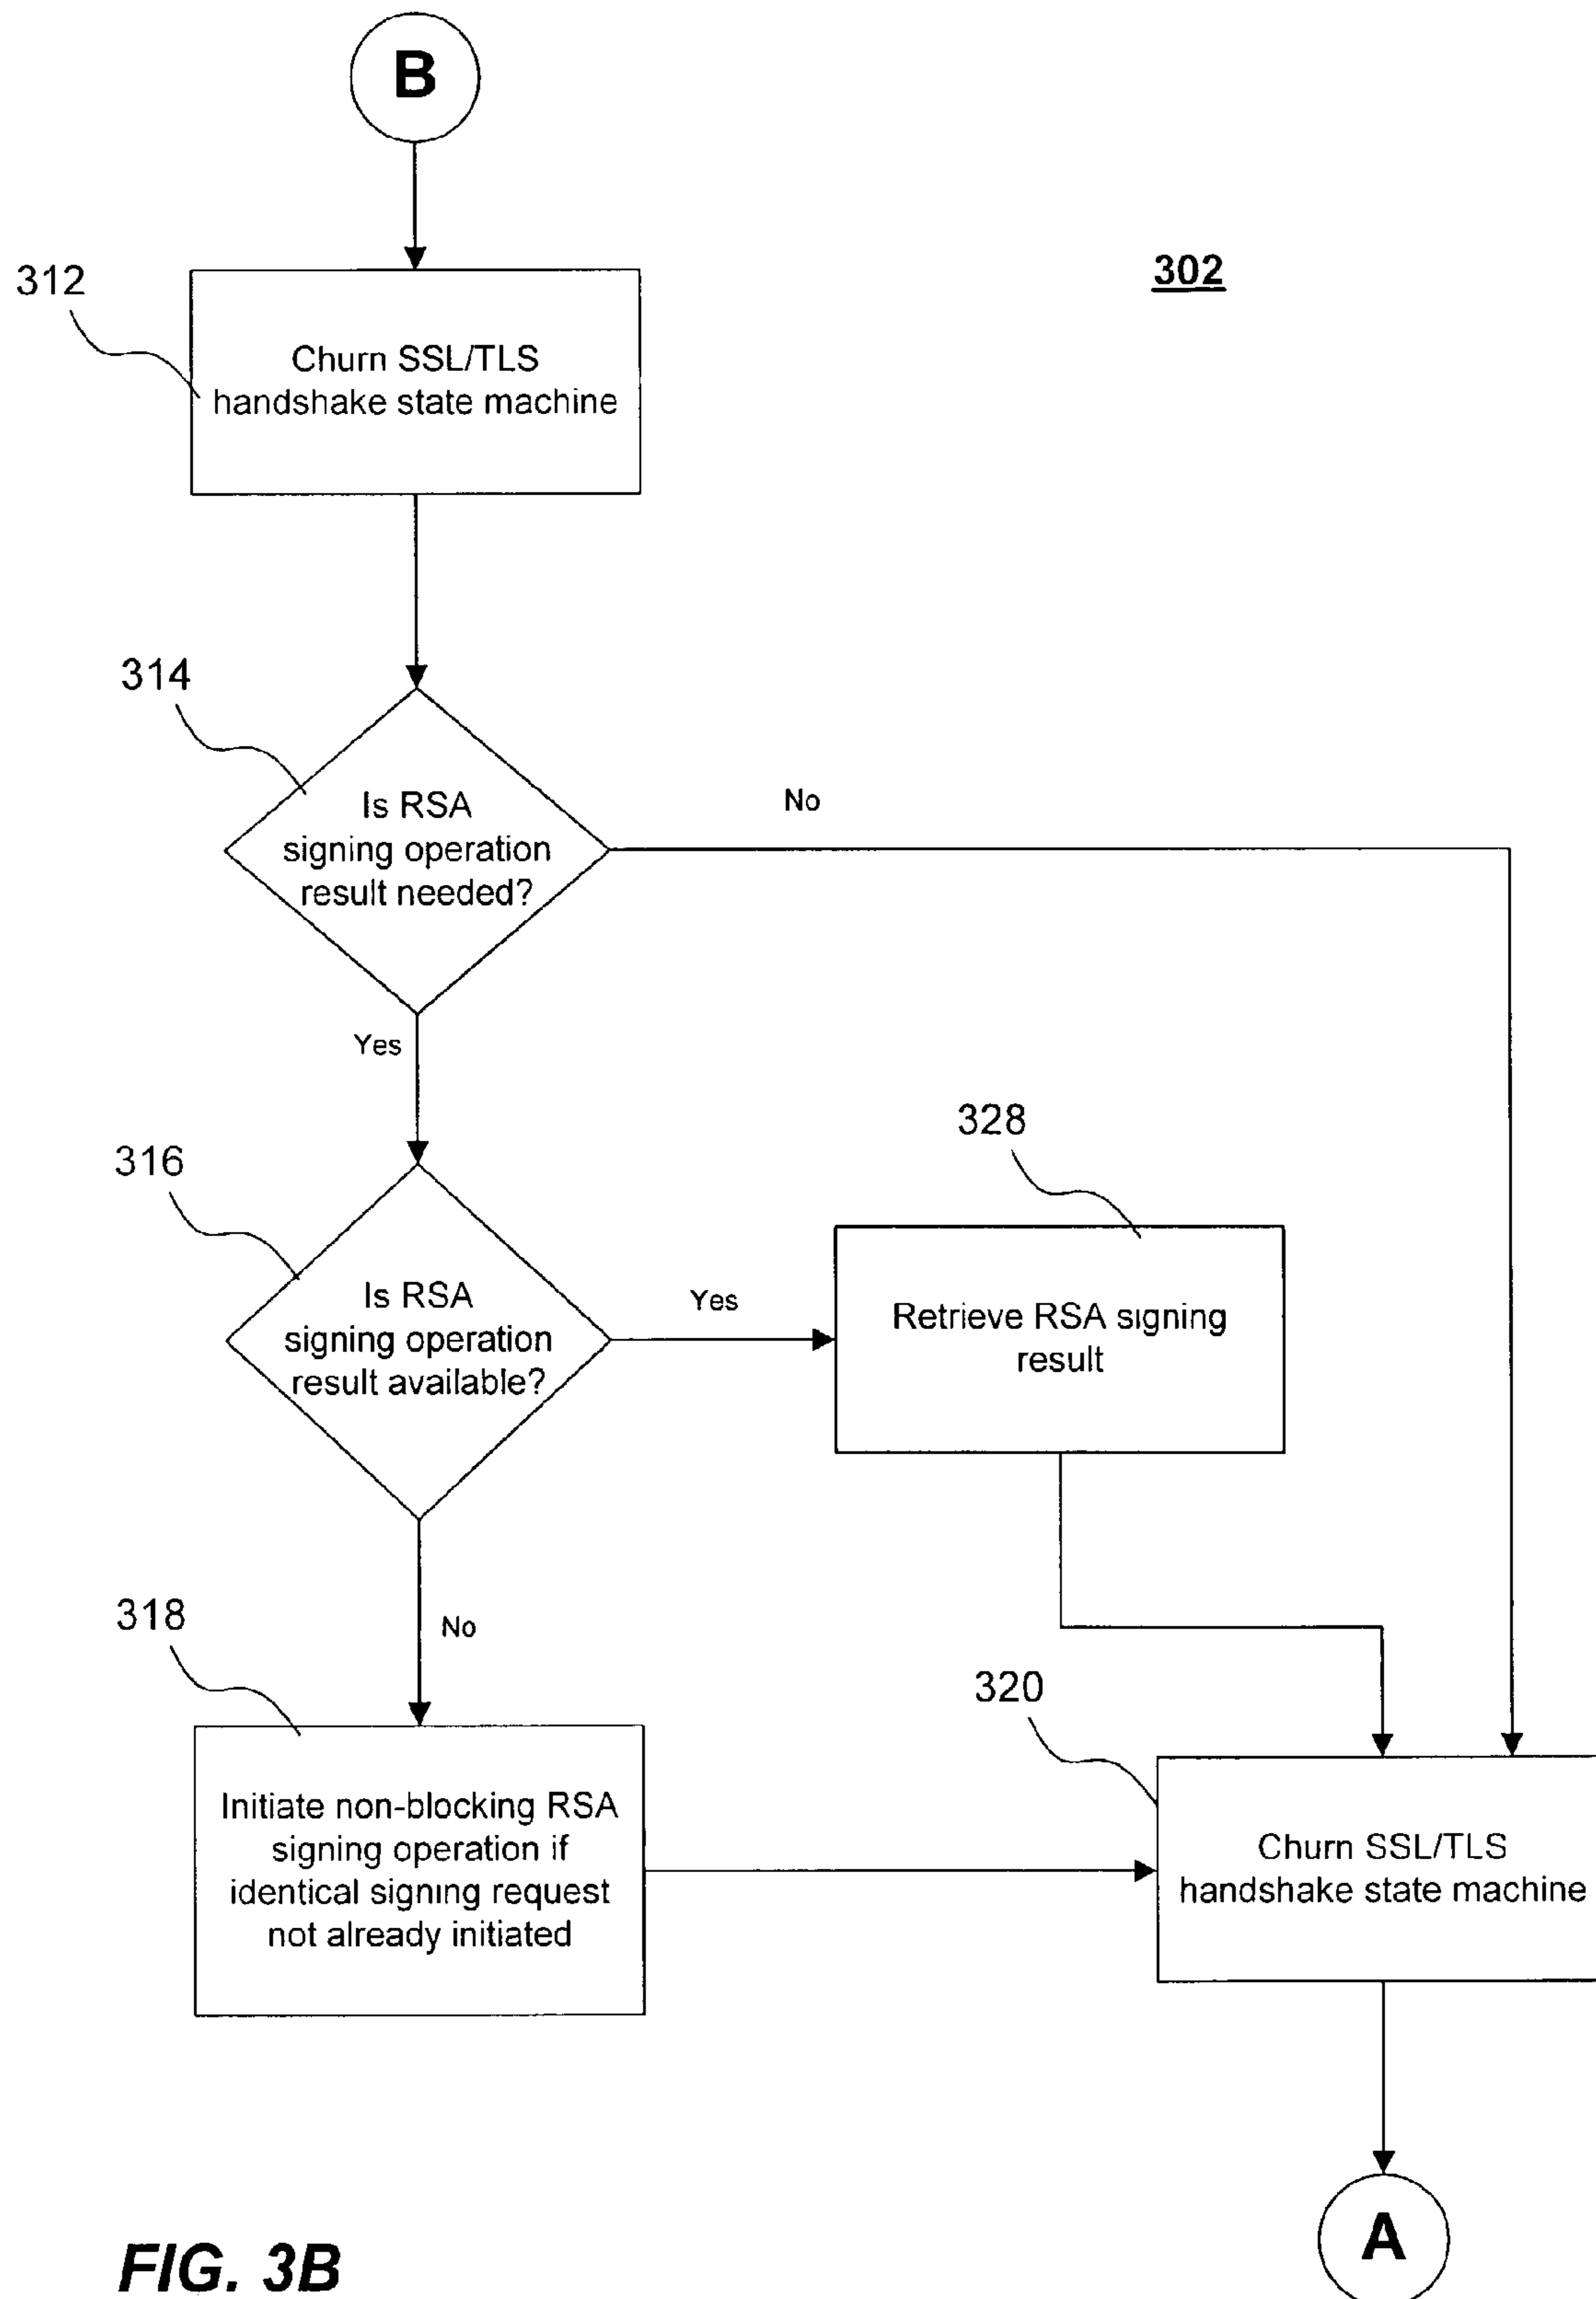 B
302
312
Churn SSL/TLS
handshake state machine
314
Is RSA
signing operation
result needed?
No
Yes
316
Is RSA
signing operation
result available?
Yes
328
Retrieve RSA signing
result
No
318
Initiate non-blocking RSA
signing operation if
identical signing request
not already initiated
320
Churn SSL/TLS
handshake state machine
A
FIG. 3B